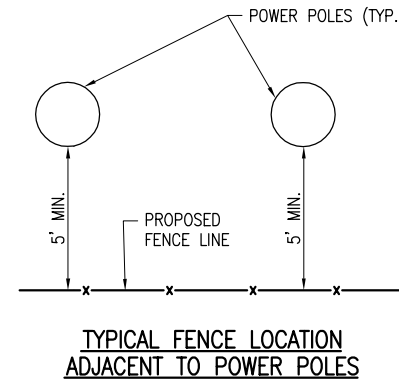 POWER POLES (TYP.
5' MIN.
PROPOSED
FENCE LINE
5' MIN.
x x x x
TYPICAL FENCE LOCATION
ADJACENT TO POWER POLES